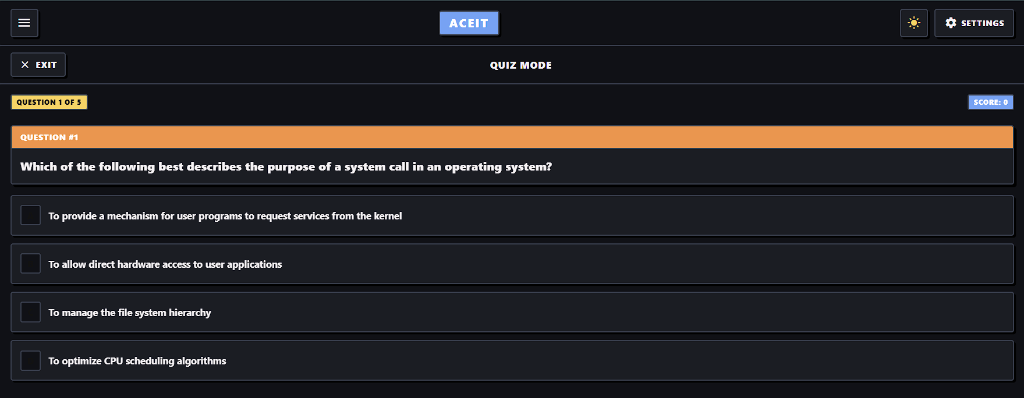 ACEIT
SETTINGS
EXIT
QUIZ MODE
QUESTION 1 OF 5
SCORE: 0
QUESTION #1
Which of the following best describes the purpose of a system call in an operating system?
To provide a mechanism for user programs to request services from the kernel
To allow direct hardware access to user applications
To manage the file system hierarchy
To optimize CPU scheduling algorithms